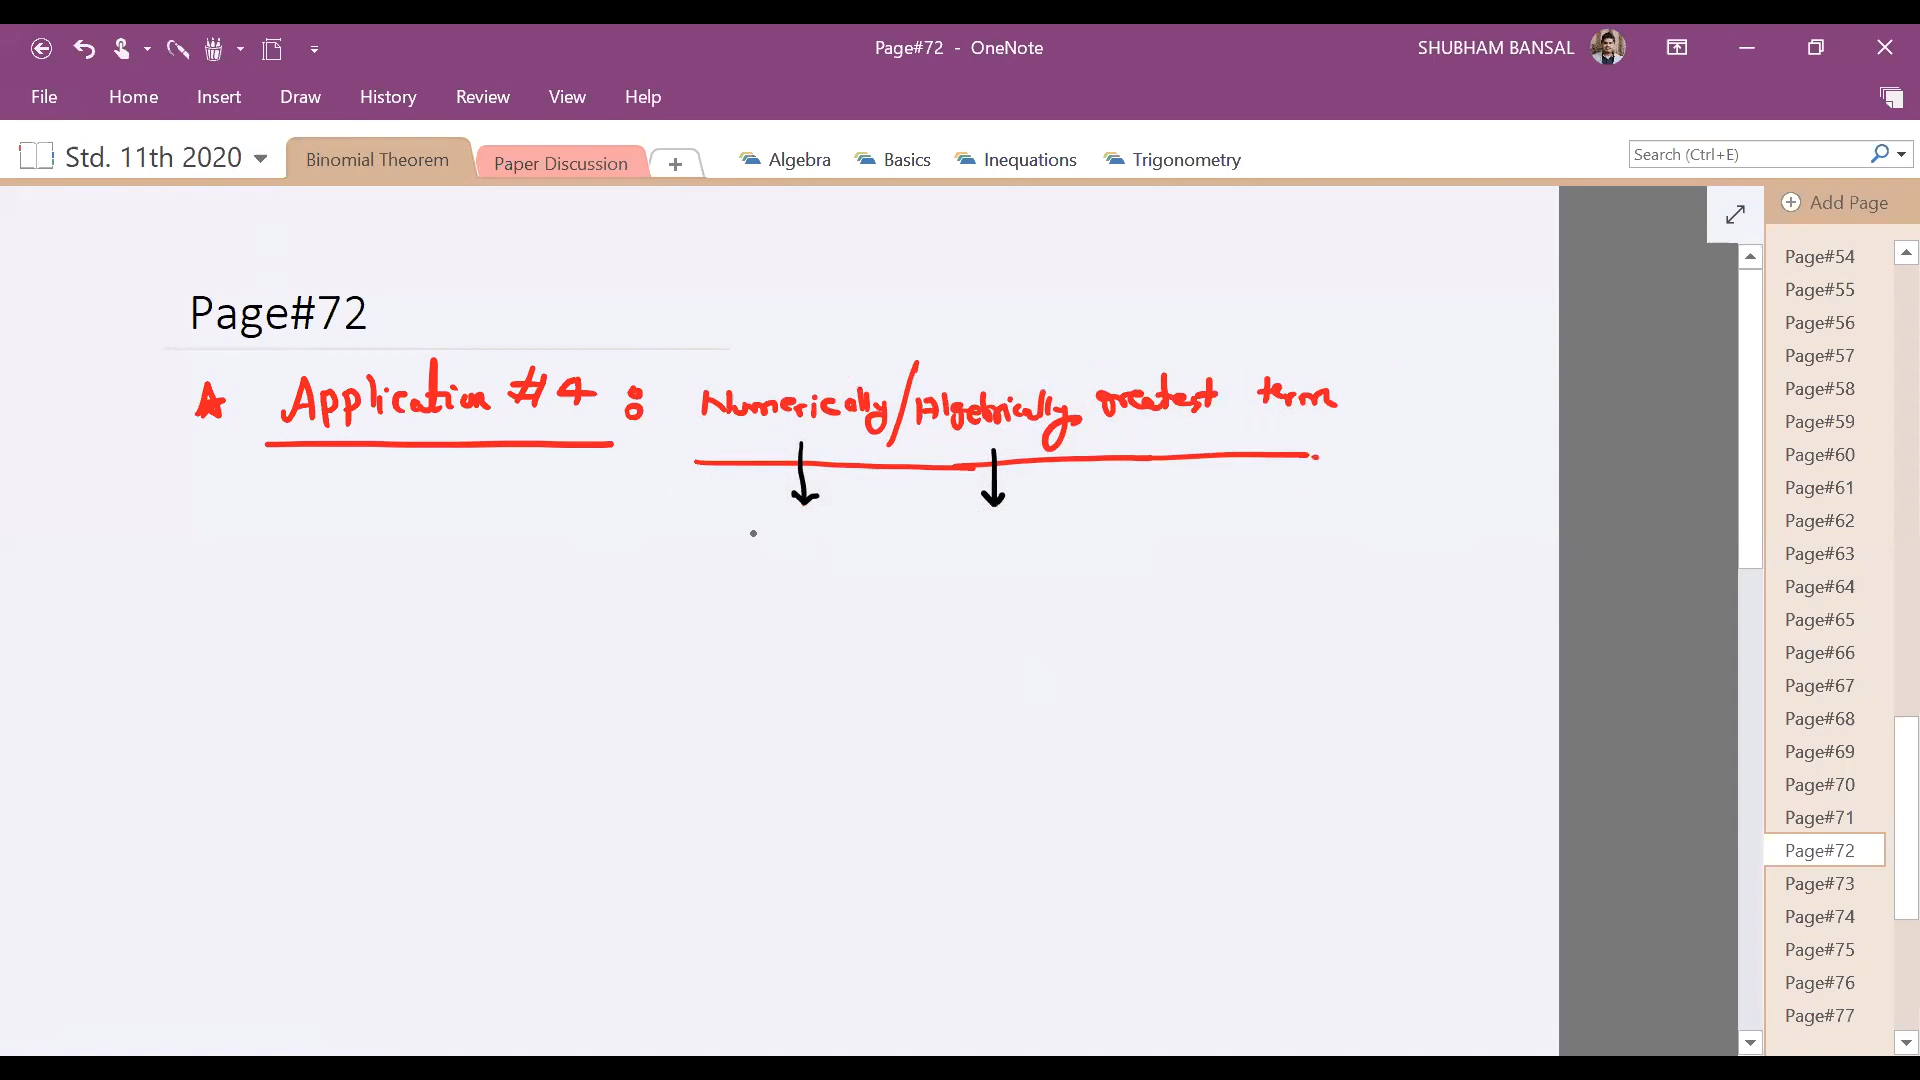 Page#72 - OneNote
SHUBHAM BANSAL
File Home Insert Draw History Review View Help
Std. 11th 2020
Binomial Theorem
Paper Discussion
Algebra
Basics
Inequations
Trigonometry
Search (Ctrl+E)
Add Page
Page#72
Application #4 : Numerically/Algebrically greatest term
Page#54
Page#55
Page#56
Page#57
Page#58
Page#59
Page#60
Page#61
Page#62
Page#63
Page#64
Page#65
Page#66
Page#67
Page#68
Page#69
Page#70
Page#71
Page#72
Page#73
Page#74
Page#75
Page#76
Page#77